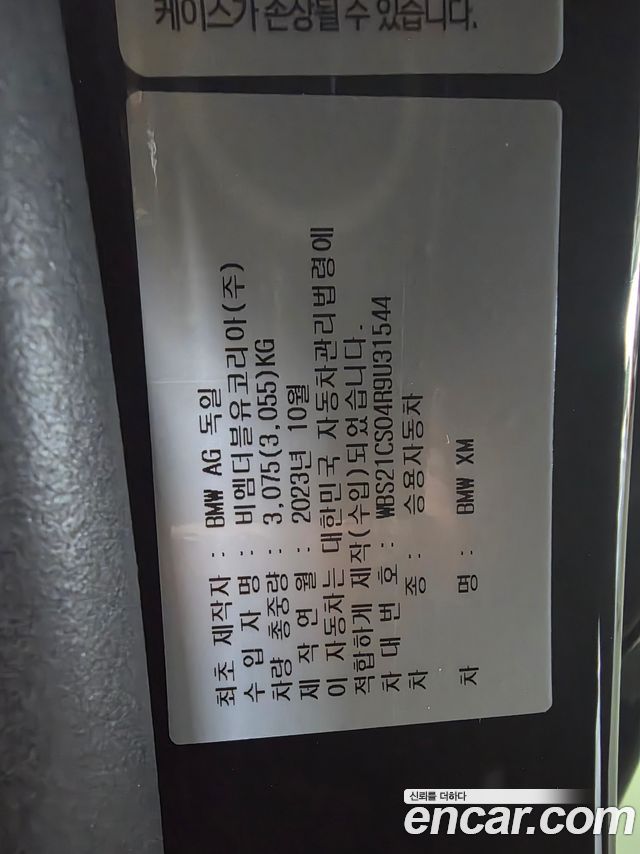 케이스가 손상될 수 있습니다.
최초 제작자 : BMW AG 독일
수 입 자 명 : 비엠더블유코리아(주)
차량 총중량 : 3,075(3,055)KG
제 작 연 월 : 2023년 10월
이 자동차는 대한민국 자동차관리법령에
적합하게 제작(수입)되었습니다.
차 대 번 호 : WBS21CS04R9U31544
차 종 : 승용자동차
차 명 : BMW XM
신뢰를 더하다
encar.com